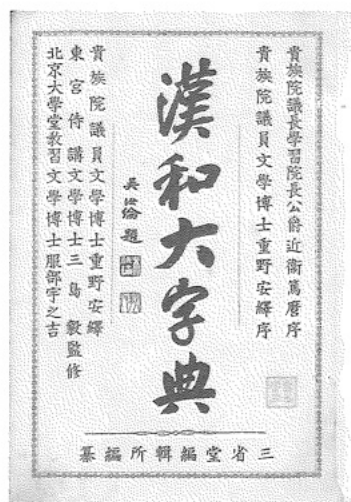 貴族院議長學習院長公爵近衞篤麿序
貴族院議員文學博士重野安繹序
漢和大字典
吳倫題
貴族院議員文學博士重野安繹
東宮侍講文學博士三島毅監修
北京大學堂教習文學博士服部宇之吉
三省堂編輯所編纂